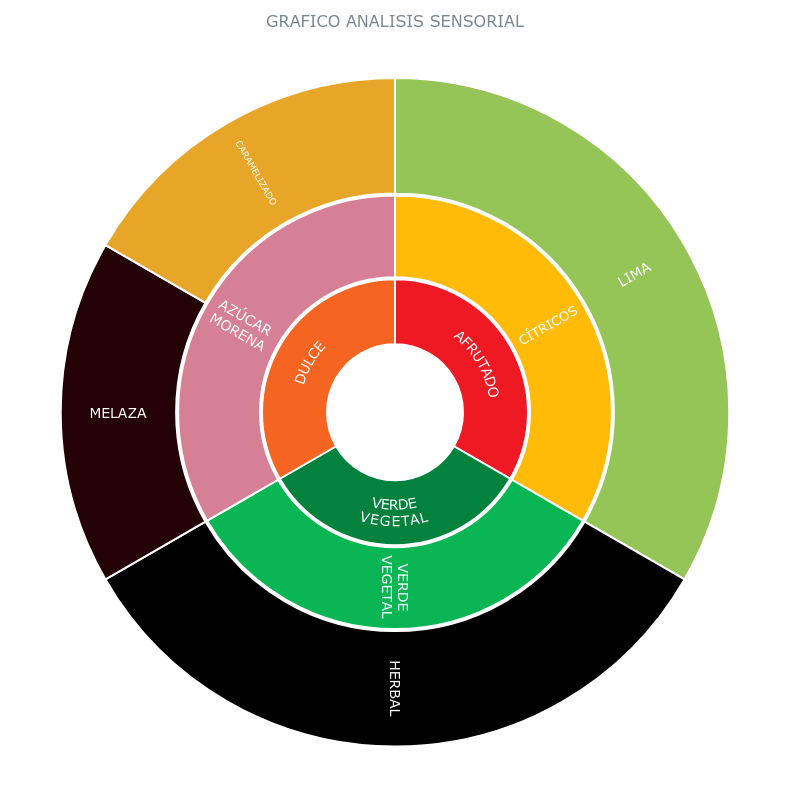 GRAFICO ANALISIS SENSORIAL
CARAMELIZADO
LIMA
AZÚCAR
MORENA
CÍTRICOS
DULCE
AFRUTADO
MELAZA
VERDE
VEGETAL
VERDE
VEGETAL
HERBAL